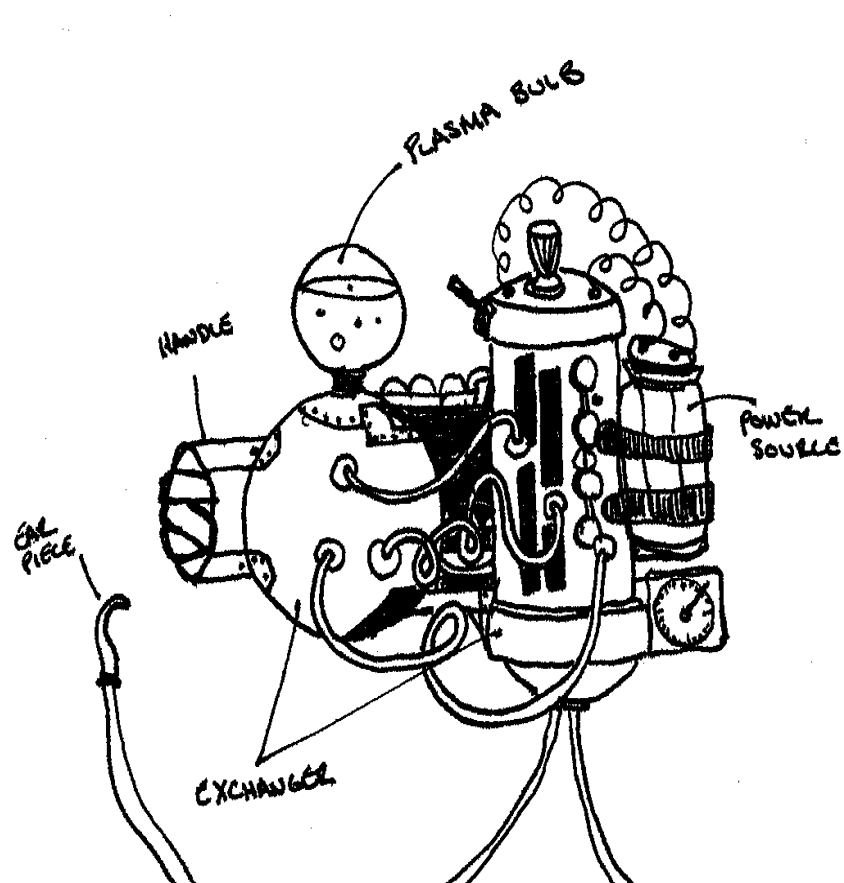 PLASMA BULB
HANDLE
POWER
SOURCE
EAR
PIECE
EXCHANGER